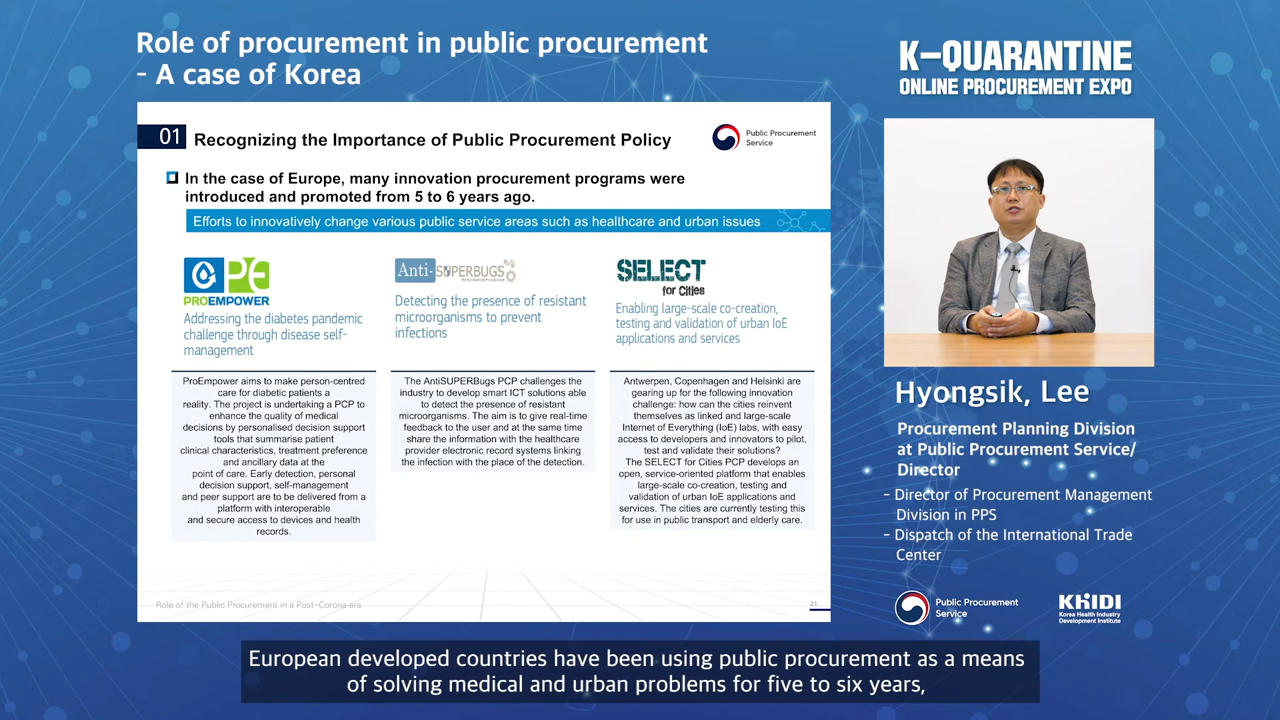 Role of procurement in public procurement
- A case of Korea
K-QUARANTINE
ONLINE PROCUREMENT EXPO
01
Recognizing the Importance of Public Procurement Policy
Public Procurement
Service
In the case of Europe, many innovation procurement programs were
introduced and promoted from 5 to 6 years ago.
Efforts to innovatively change various public service areas such as healthcare and urban issues
PE
PROEMPOWER
Addressing the diabetes pandemic
challenge through disease self-
management
ProEmpower aims to make person-centred
care for diabetic patients a
reality. The project is undertaking a PCP to
enhance the quality of medical
decisions by personalised decision support
tools that summarise patient
clinical characteristics, treatment preference
and ancillary data at the
point of care. Early detection, personal
decision support, self-management
and peer support are to be delivered from a
platform with interoperable
and secure access to devices and health
records.
Anti-SUPERBUGS
Detecting the presence of resistant
microorganisms to prevent
infections
The AntiSUPERBugs PCP challenges the
industry to develop smart ICT solutions able
to detect the presence of resistant
microorganisms. The aim is to give real-time
feedback to the user and at the same time
share the information with the healthcare
provider electronic record systems linking
the infection with the place of the detection.
SELECT
for Cities
Enabling large-scale co-creation,
testing and validation of urban IoE
applications and services
Antwerpen, Copenhagen and Helsinki are
gearing up for the following innovation
challenge: how can the cities reinvent
themselves as linked and large-scale
Internet of Everything (IoE) labs, with easy
access to developers and innovators to pilot,
test and validate their solutions?
The SELECT for Cities PCP develops an
open, service-oriented platform that enables
large-scale co-creation, testing and
validation of urban IoE applications and
services. The cities are currently testing this
for use in public transport and elderly care.
Role of the Public Procurement in a Post-Corona era
21
Hyongsik, Lee
Procurement Planning Division
at Public Procurement Service/
Director
- Director of Procurement Management
Division in PPS
- Dispatch of the International Trade
Center
Public Procurement
Service
KHIDI
Korea Health Industry
Development Institute
European developed countries have been using public procurement as a means
of solving medical and urban problems for five to six years,